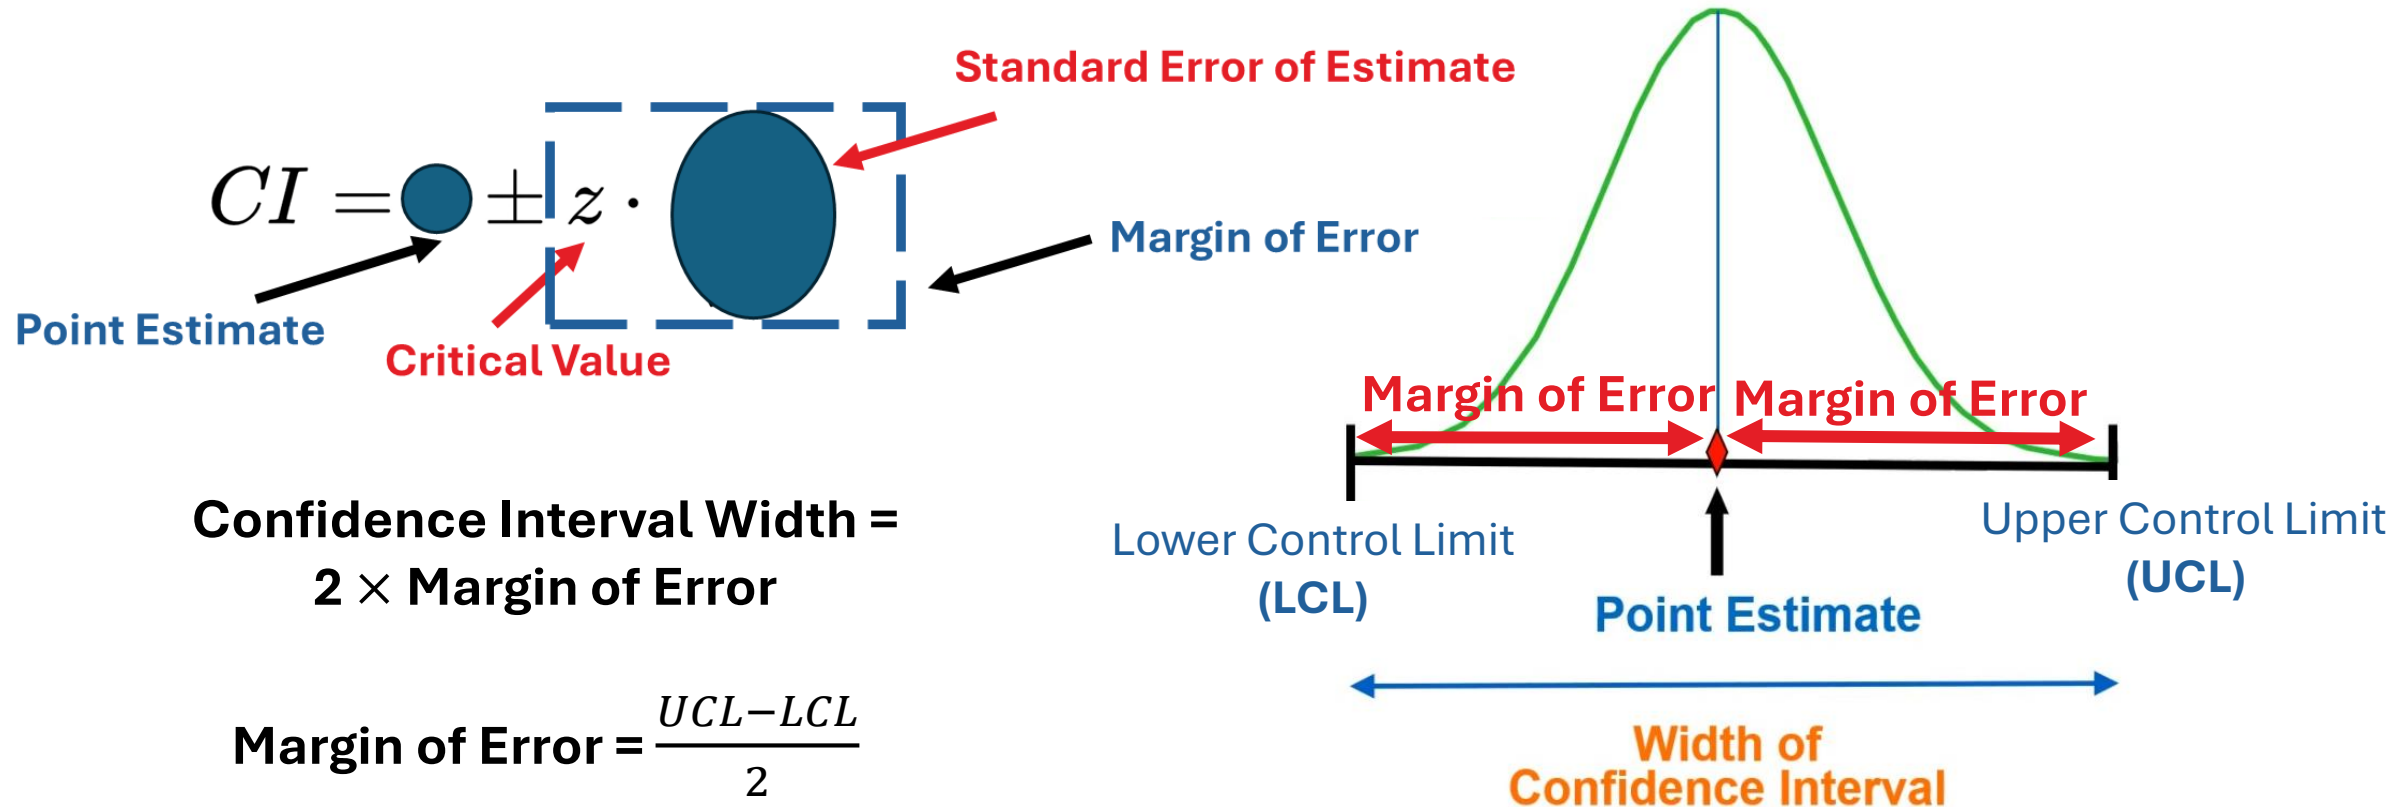 Standard Error of Estimate
CI = ± z ·
Margin of Error
Point Estimate
Critical Value
Confidence Interval Width =
2 × Margin of Error
Margin of Error = UCL−LCL
2
Margin of Error Margin of Error
Lower Control Limit
(LCL)
Upper Control Limit
(UCL)
Point Estimate
Width of
Confidence Interval